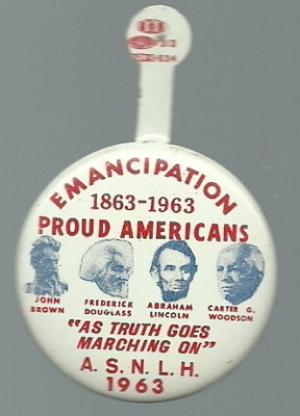 EMANCIPATION
1863-1963
PROUD AMERICANS
JOHN BROWN
FREDERICK DOUGLASS
ABRAHAM LINCOLN
CARTER G. WOODSON
"AS TRUTH GOES
MARCHING ON"
A. S. N. L. H.
1963